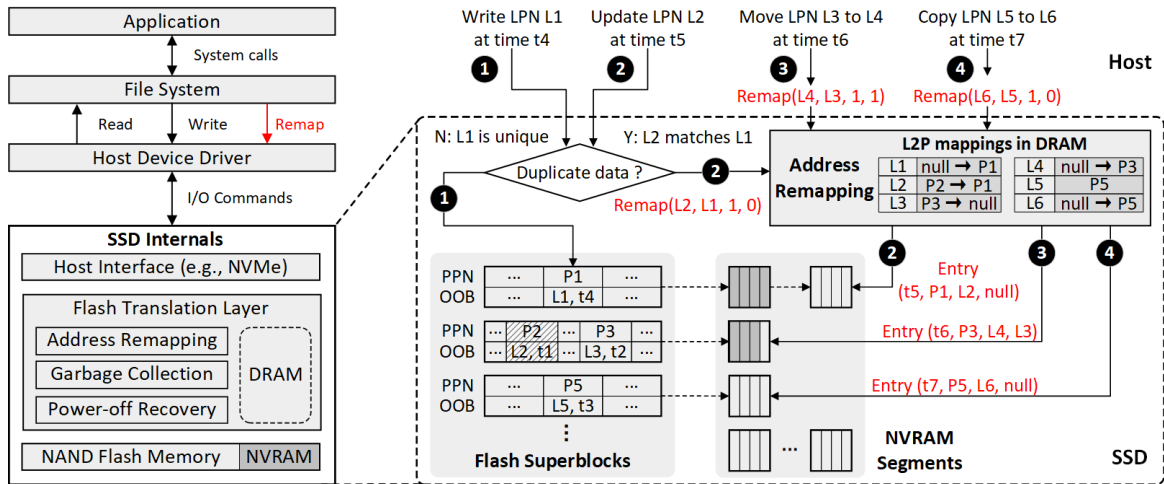 Application
System calls
File System
Read
Write
Remap
Host Device Driver
I/O Commands
SSD Internals
Host Interface (e.g., NVMe)
Flash Translation Layer
Address Remapping
Garbage Collection
Power-off Recovery
DRAM
NAND Flash Memory
NVRAM
Write LPN L1
at time t4
1
Update LPN L2
at time t5
2
Move LPN L3 to L4
at time t6
3
Remap(L4, L3, 1, 1)
Copy LPN L5 to L6
at time t7
4
Remap(L6, L5, 1, 0)
Host
N: L1 is unique
Y: L2 matches L1
Duplicate data ?
1
2
Remap(L2, L1, 1, 0)
L2P mappings in DRAM
Address
Remapping
L1 null → P1
L2 P2 → P1
L3 P3 → null
L4 null → P3
L5 P5
L6 null → P5
2
3
4
PPN ... P1 ...
OOB ... L1, t4 ...
PPN ... P2 ... P3 ...
OOB ... L2, t1 ... L3, t2 ...
PPN ... P5 ...
OOB ... L5, t3 ...
...
Flash Superblocks
Entry
(t5, P1, L2, null)
Entry (t6, P3, L4, L3)
Entry (t7, P5, L6, null)
...
NVRAM
Segments
SSD